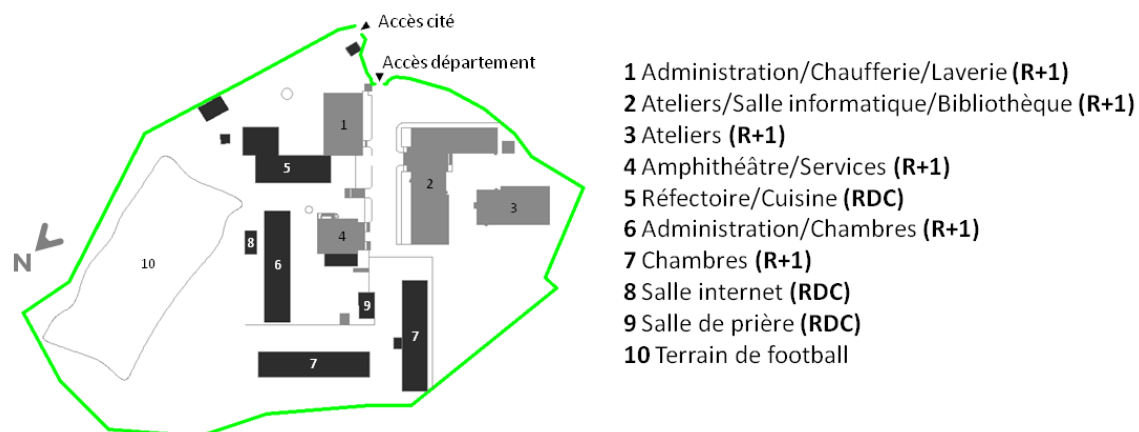 Accès cité
Accès département
1
5
2
3
4
8
6
10
9
7
7
N
1 Administration/Chaufferie/Laverie (R+1)
2 Ateliers/Salle informatique/Bibliothèque (R+1)
3 Ateliers (R+1)
4 Amphithéâtre/Services (R+1)
5 Réfectoire/Cuisine (RDC)
6 Administration/Chambres (R+1)
7 Chambres (R+1)
8 Salle internet (RDC)
9 Salle de prière (RDC)
10 Terrain de football